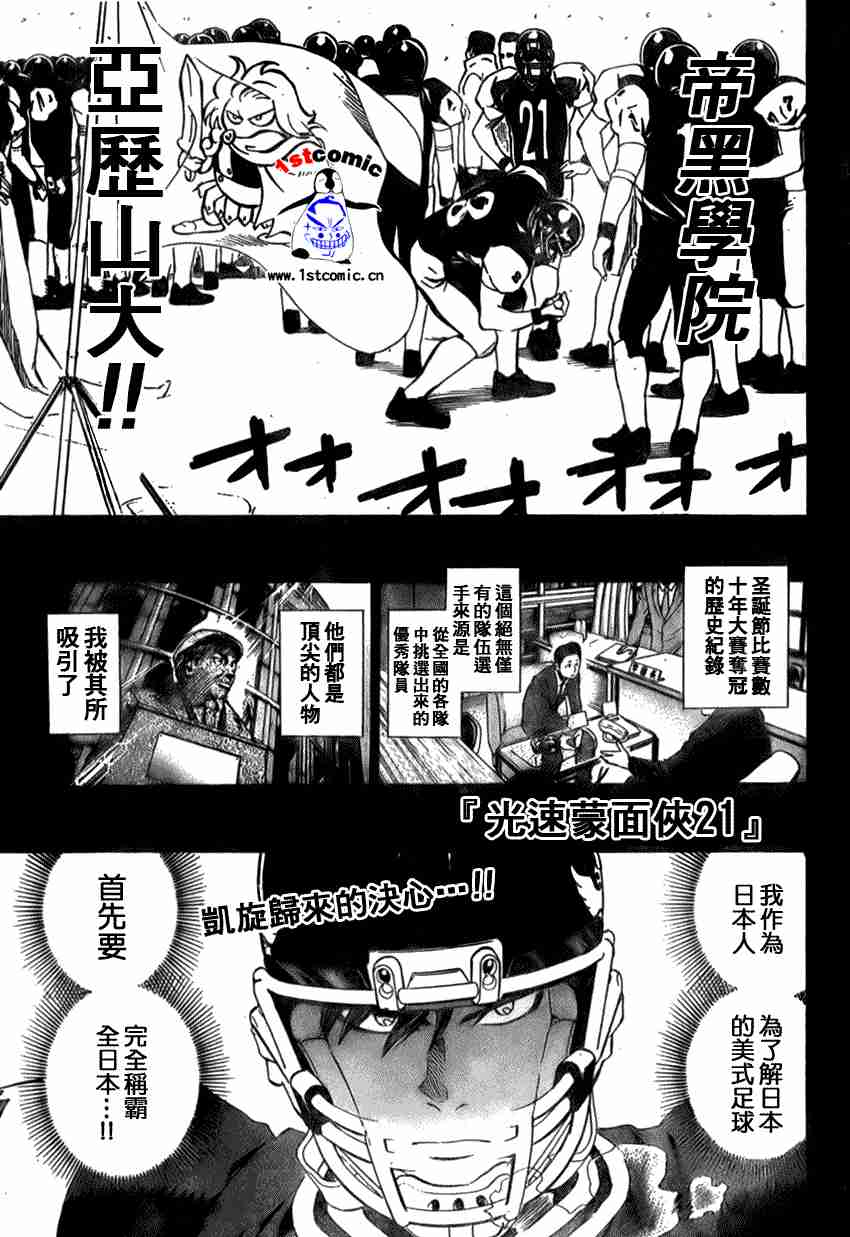 帝黑學院
亞歷山大!!
1stcomic
www.1stcomic.cn
21
オオオオ
聖誕節比賽數
十年大賽奪冠
的歷史紀錄
這個絕無僅
有的隊伍選
手來源是
從全國的各隊
中挑選出來的
優秀隊員
他們都是
頂尖的人物
我被其所
吸引了
『光速蒙面俠21』
凱旋歸來的決心…!!
我作為
日本人
為了解日本
的美式足球
首先要
完全稱霸
全日本…!!